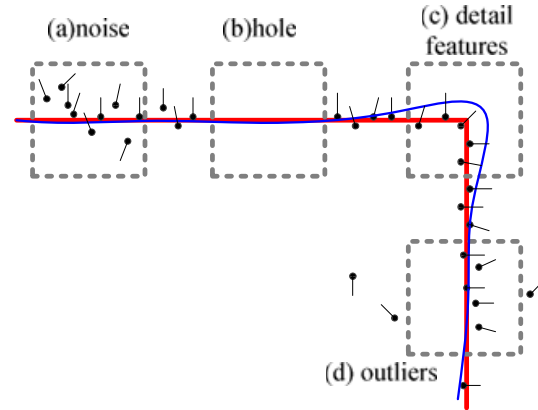 (a)noise
(b)hole
(c) detail
features
(d) outliers